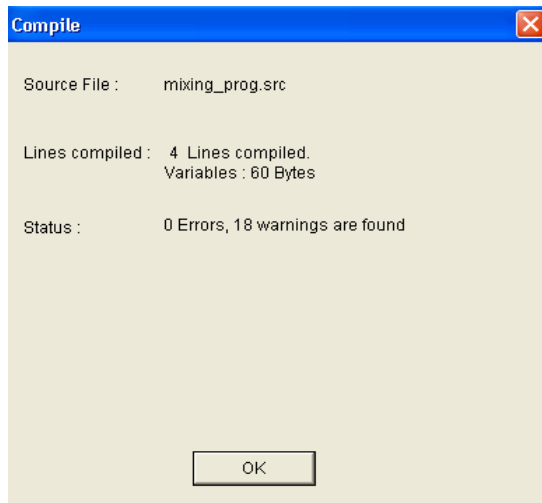 Compile
Source File : mixing_prog.src
Lines compiled : 4 Lines compiled.
Variables : 60 Bytes
Status : 0 Errors, 18 warnings are found
OK